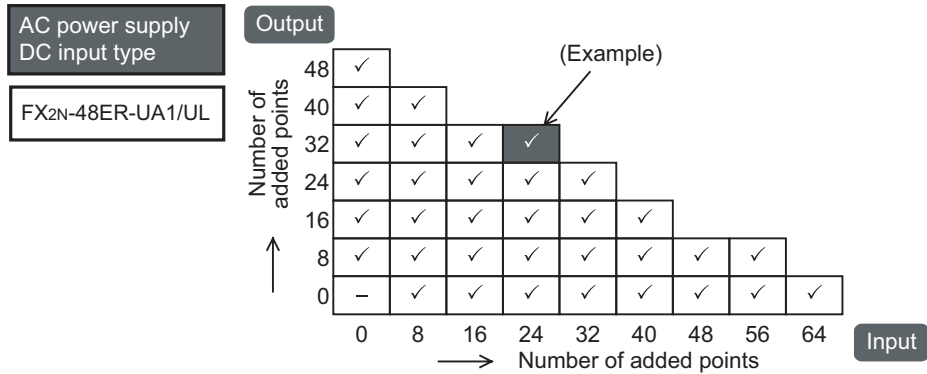 AC power supply
DC input type
FX2N-48ER-UA1/UL
Output
Number of
added points
(Example)
48 ✓
40 ✓ ✓
32 ✓ ✓ ✓ ✓
24 ✓ ✓ ✓ ✓ ✓
16 ✓ ✓ ✓ ✓ ✓ ✓
8 ✓ ✓ ✓ ✓ ✓ ✓ ✓ ✓
0 – ✓ ✓ ✓ ✓ ✓ ✓ ✓ ✓
0 8 16 24 32 40 48 56 64
Number of added points
Input